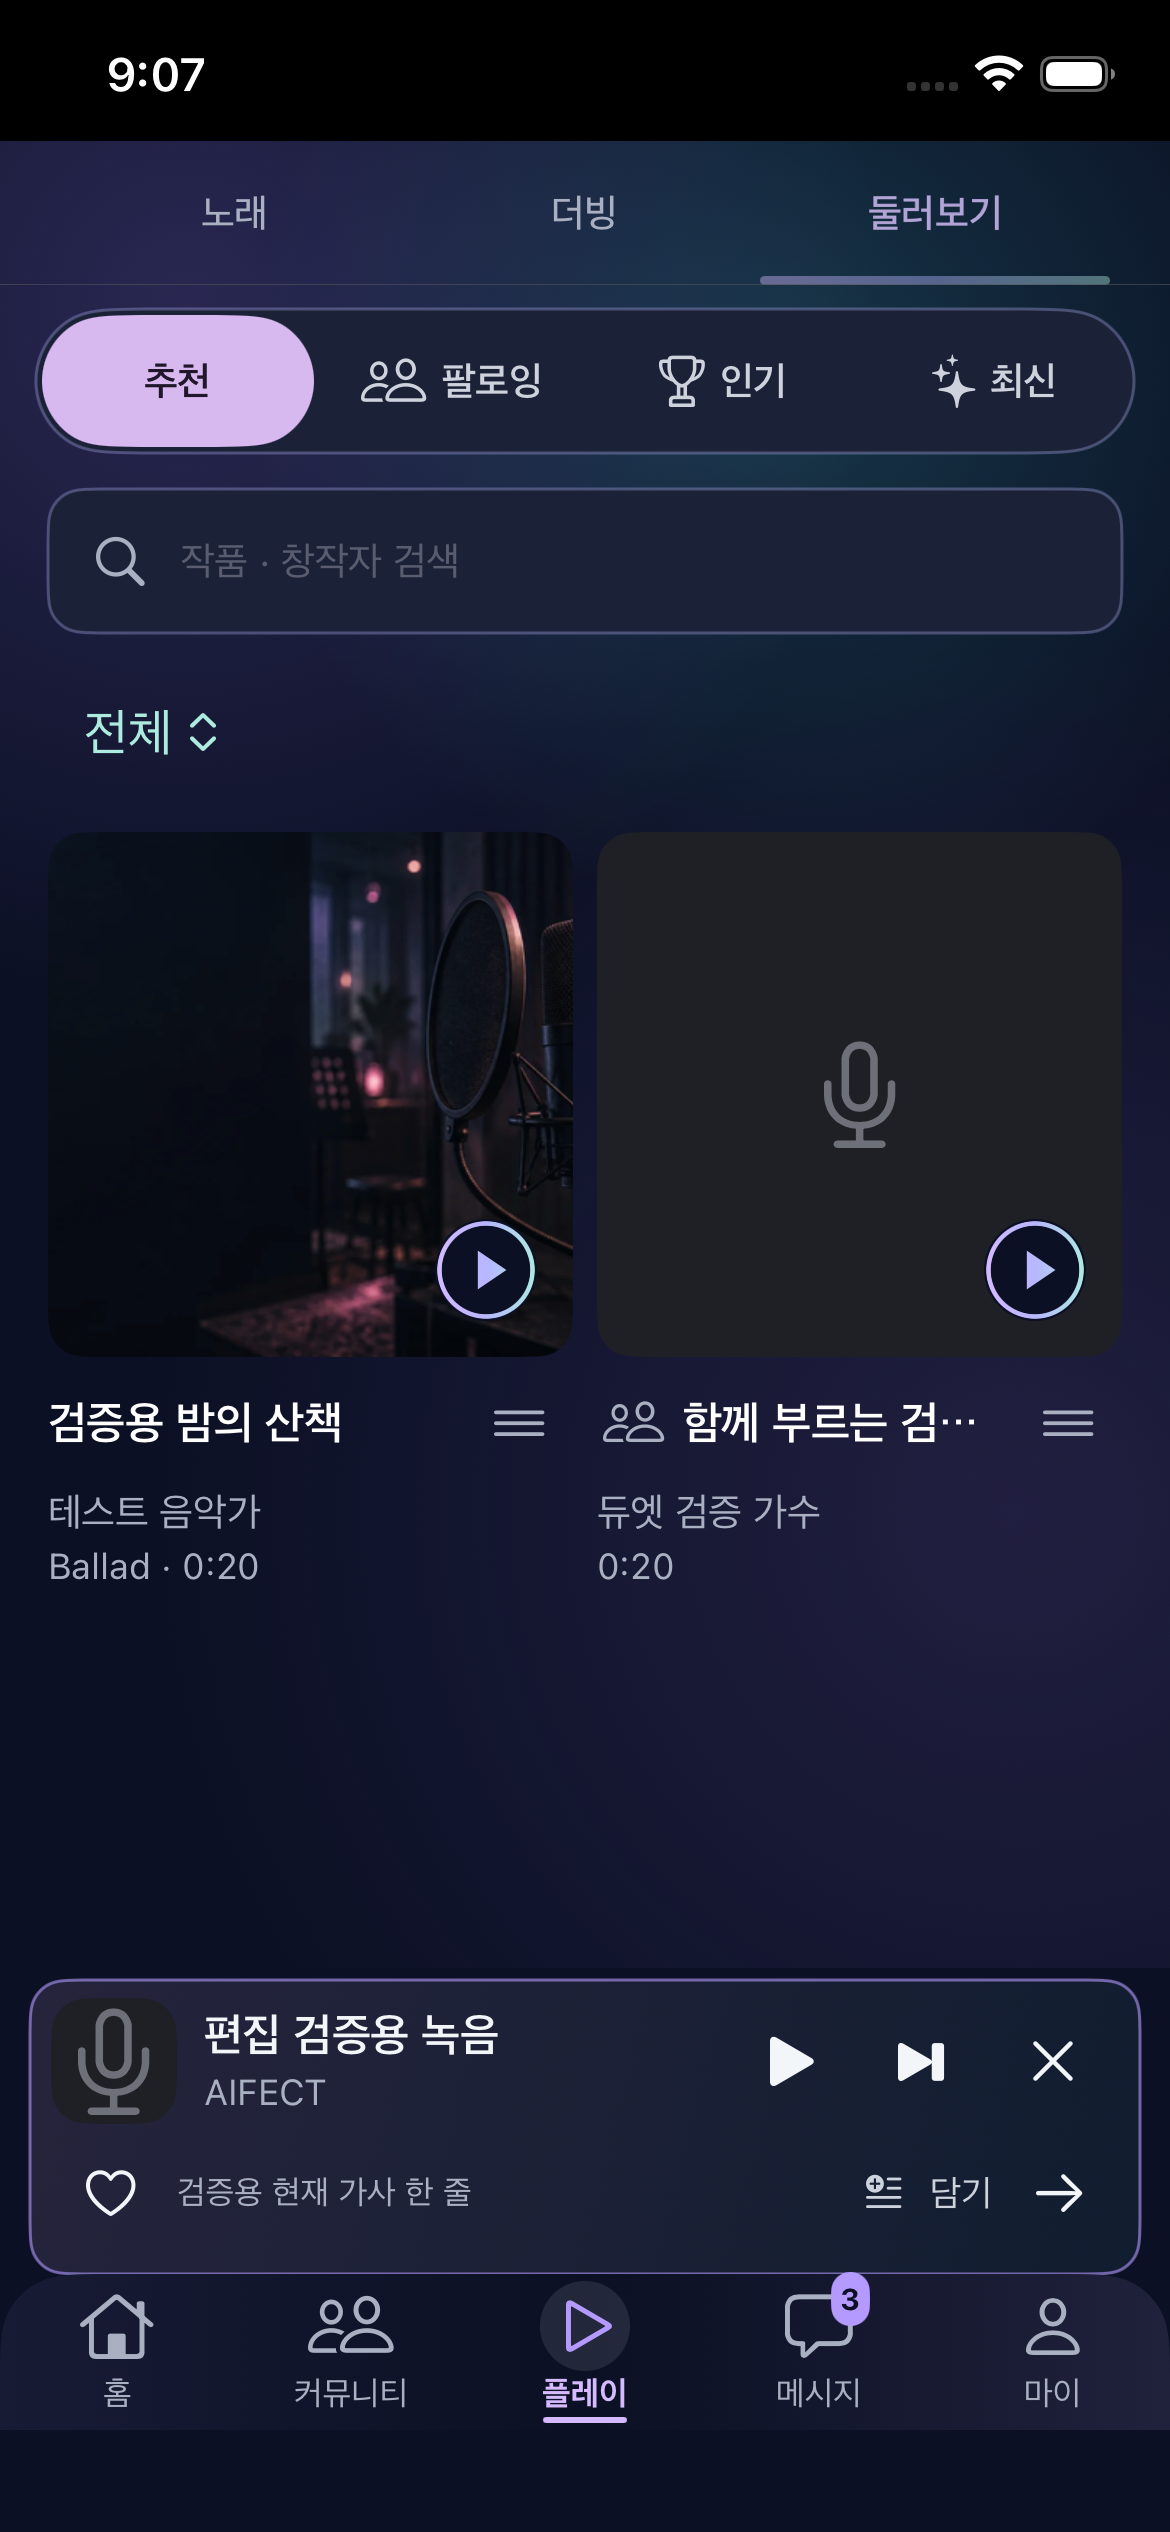 9:07
노래 더빙 둘러보기
추천 팔로잉 인기 최신
작품 · 창작자 검색
전체
검증용 밤의 산책
테스트 음악가
Ballad · 0:20
함께 부르는 검…
듀엣 검증 가수
0:20
편집 검증용 녹음
AIFECT
검증용 현재 가사 한 줄 담기
3
홈 커뮤니티 플레이 메시지 마이